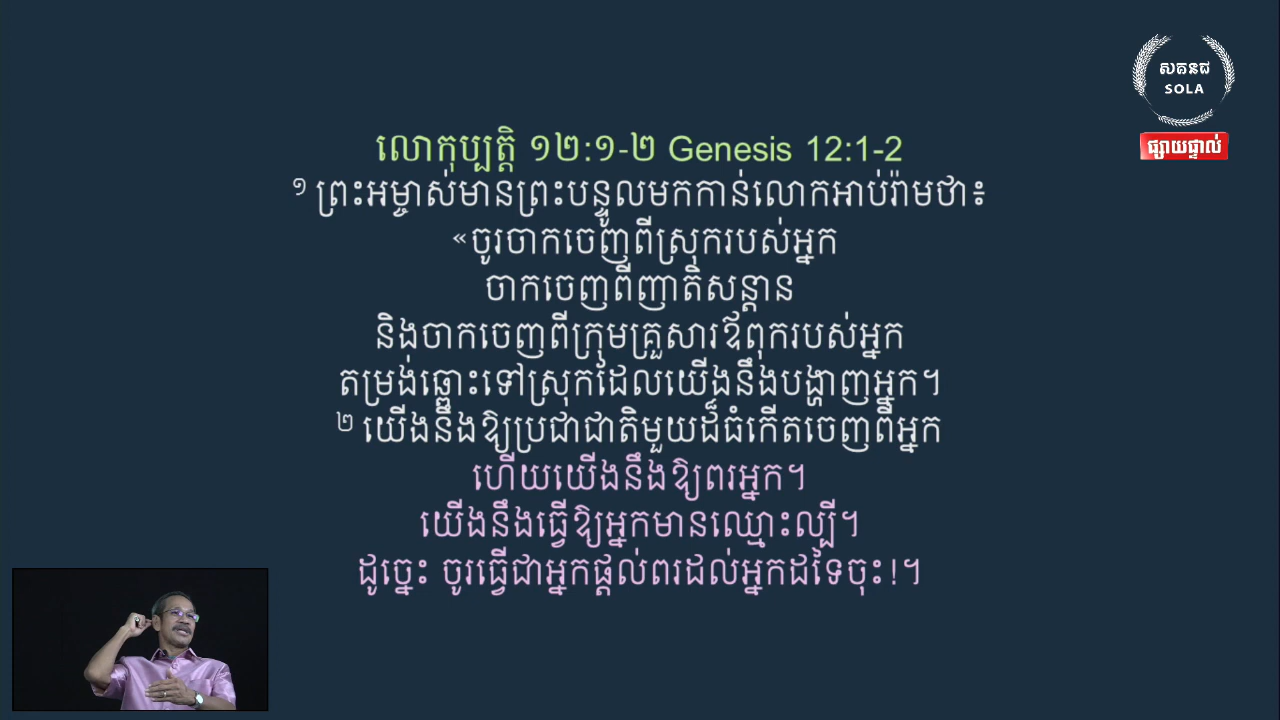 សគនជ
SOLA
ផ្សាយផ្ទាល់
លោកុប្បត្តិ ១២:១-២ Genesis 12:1-2
១ ព្រះអម្ចាស់មានព្រះបន្ទូលមកកាន់លោកអាប់រ៉ាមថា៖
«ចូរចាកចេញពីស្រុករបស់អ្នក
ចាកចេញពីញាតិសន្តាន
និងចាកចេញពីក្រុមគ្រួសារឪពុករបស់អ្នក
តម្រង់ឆ្ពោះទៅស្រុកដែលយើងនឹងបង្ហាញអ្នក។
២ យើងនឹងឱ្យប្រជាជាតិមួយដ៏ធំកើតចេញពីអ្នក
ហើយយើងនឹងឱ្យពរអ្នក។
យើងនឹងធ្វើឱ្យអ្នកមានឈ្មោះល្បី។
ដូច្នេះ ចូរធ្វើជាអ្នកផ្តល់ពរដល់អ្នកដទៃចុះ!។